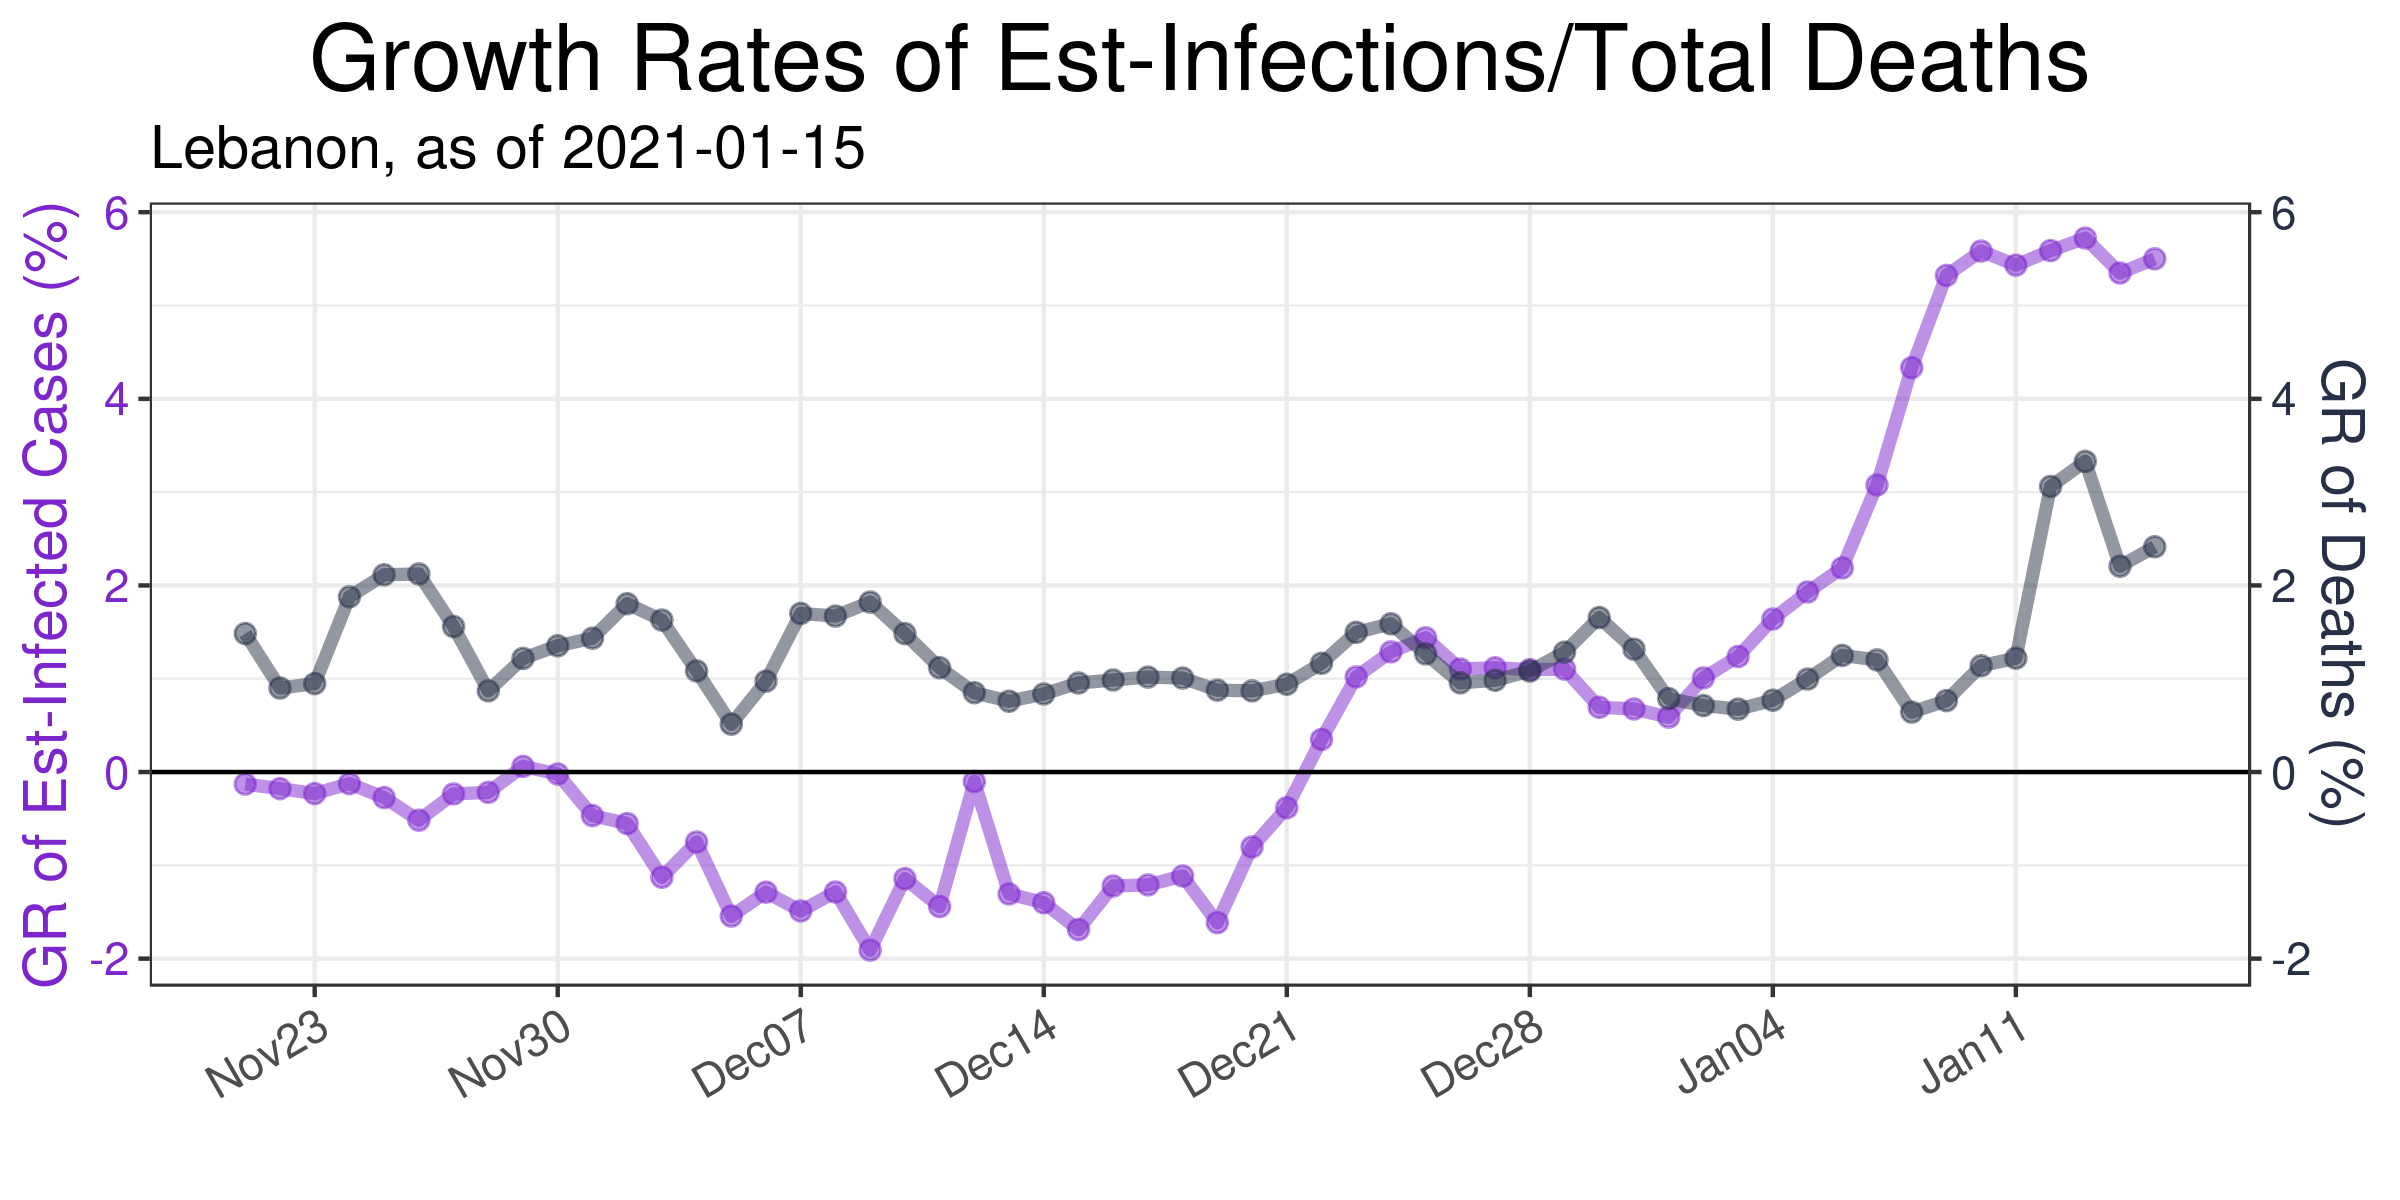 Growth Rates of Est-Infections/Total Deaths
Lebanon, as of 2021-01-15
GR of Est-Infected Cases (%)
6
4
2
0
-2
6
4
2
0
-2
GR of Deaths (%)
Nov23
Nov30
Dec07
Dec14
Dec21
Dec28
Jan04
Jan11